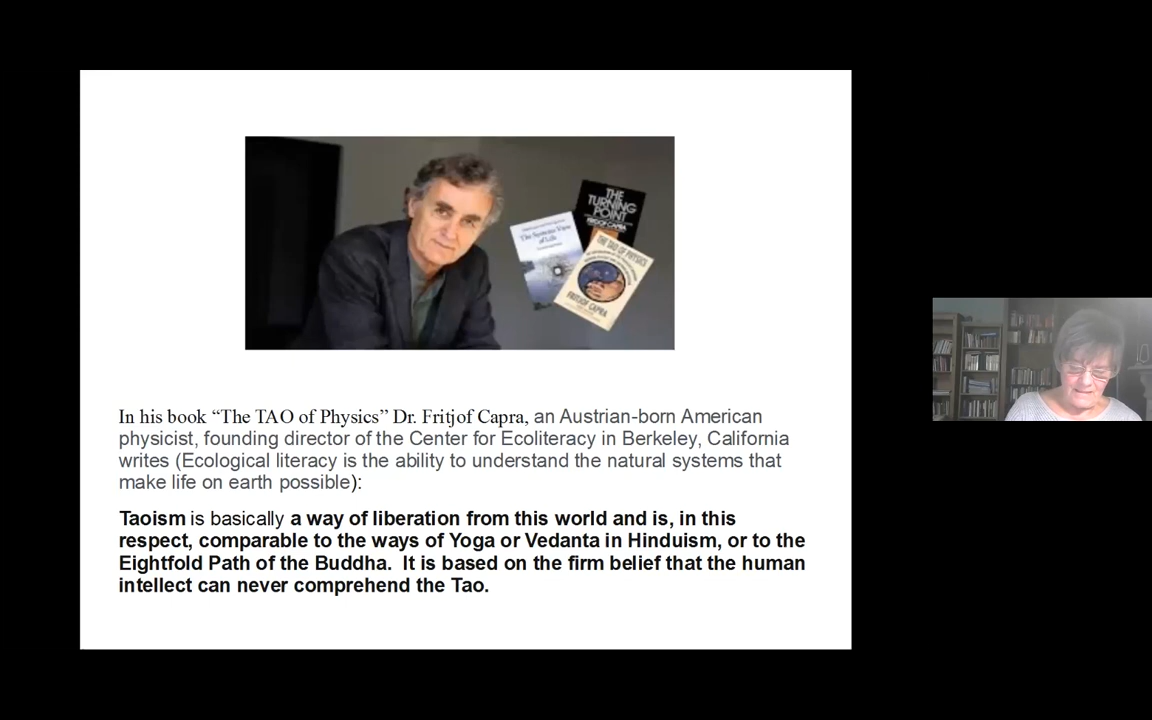 THE
TURNING
POINT
FRITJOF CAPRA
The Systems View
of Life
THE TAO OF PHYSICS
FRITJOF CAPRA
In his book “The TAO of Physics” Dr. Fritjof Capra, an Austrian-born American
physicist, founding director of the Center for Ecoliteracy in Berkeley, California
writes (Ecological literacy is the ability to understand the natural systems that
make life on earth possible):
Taoism is basically a way of liberation from this world and is, in this
respect, comparable to the ways of Yoga or Vedanta in Hinduism, or to the
Eightfold Path of the Buddha.  It is based on the firm belief that the human
intellect can never comprehend the Tao.